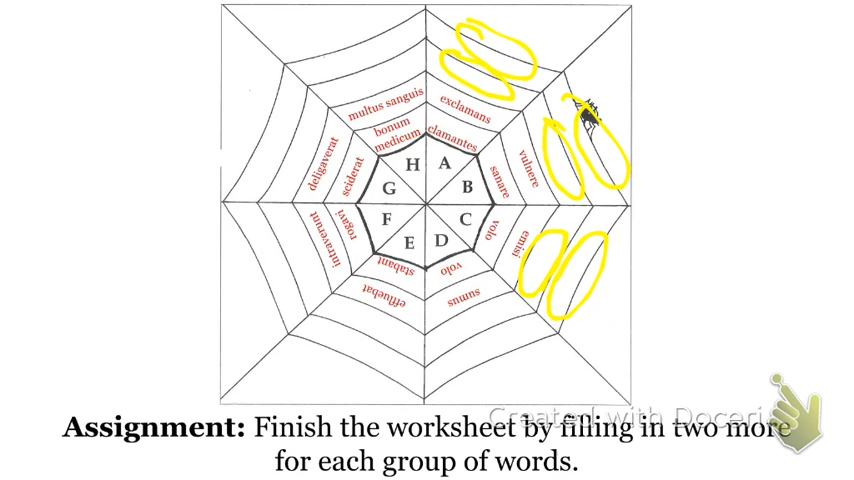 multus sanguis
bonum
medicum
exclamans
clamantes
deligaverat
sciderat
vulnere
sanare
H
A
G
B
F
C
E
D
intraverunt
rogavi
volo
emisi
stabant
effluebat
volo
sumus
Created with Doceri
Assignment: Finish the worksheet by filling in two more
for each group of words.